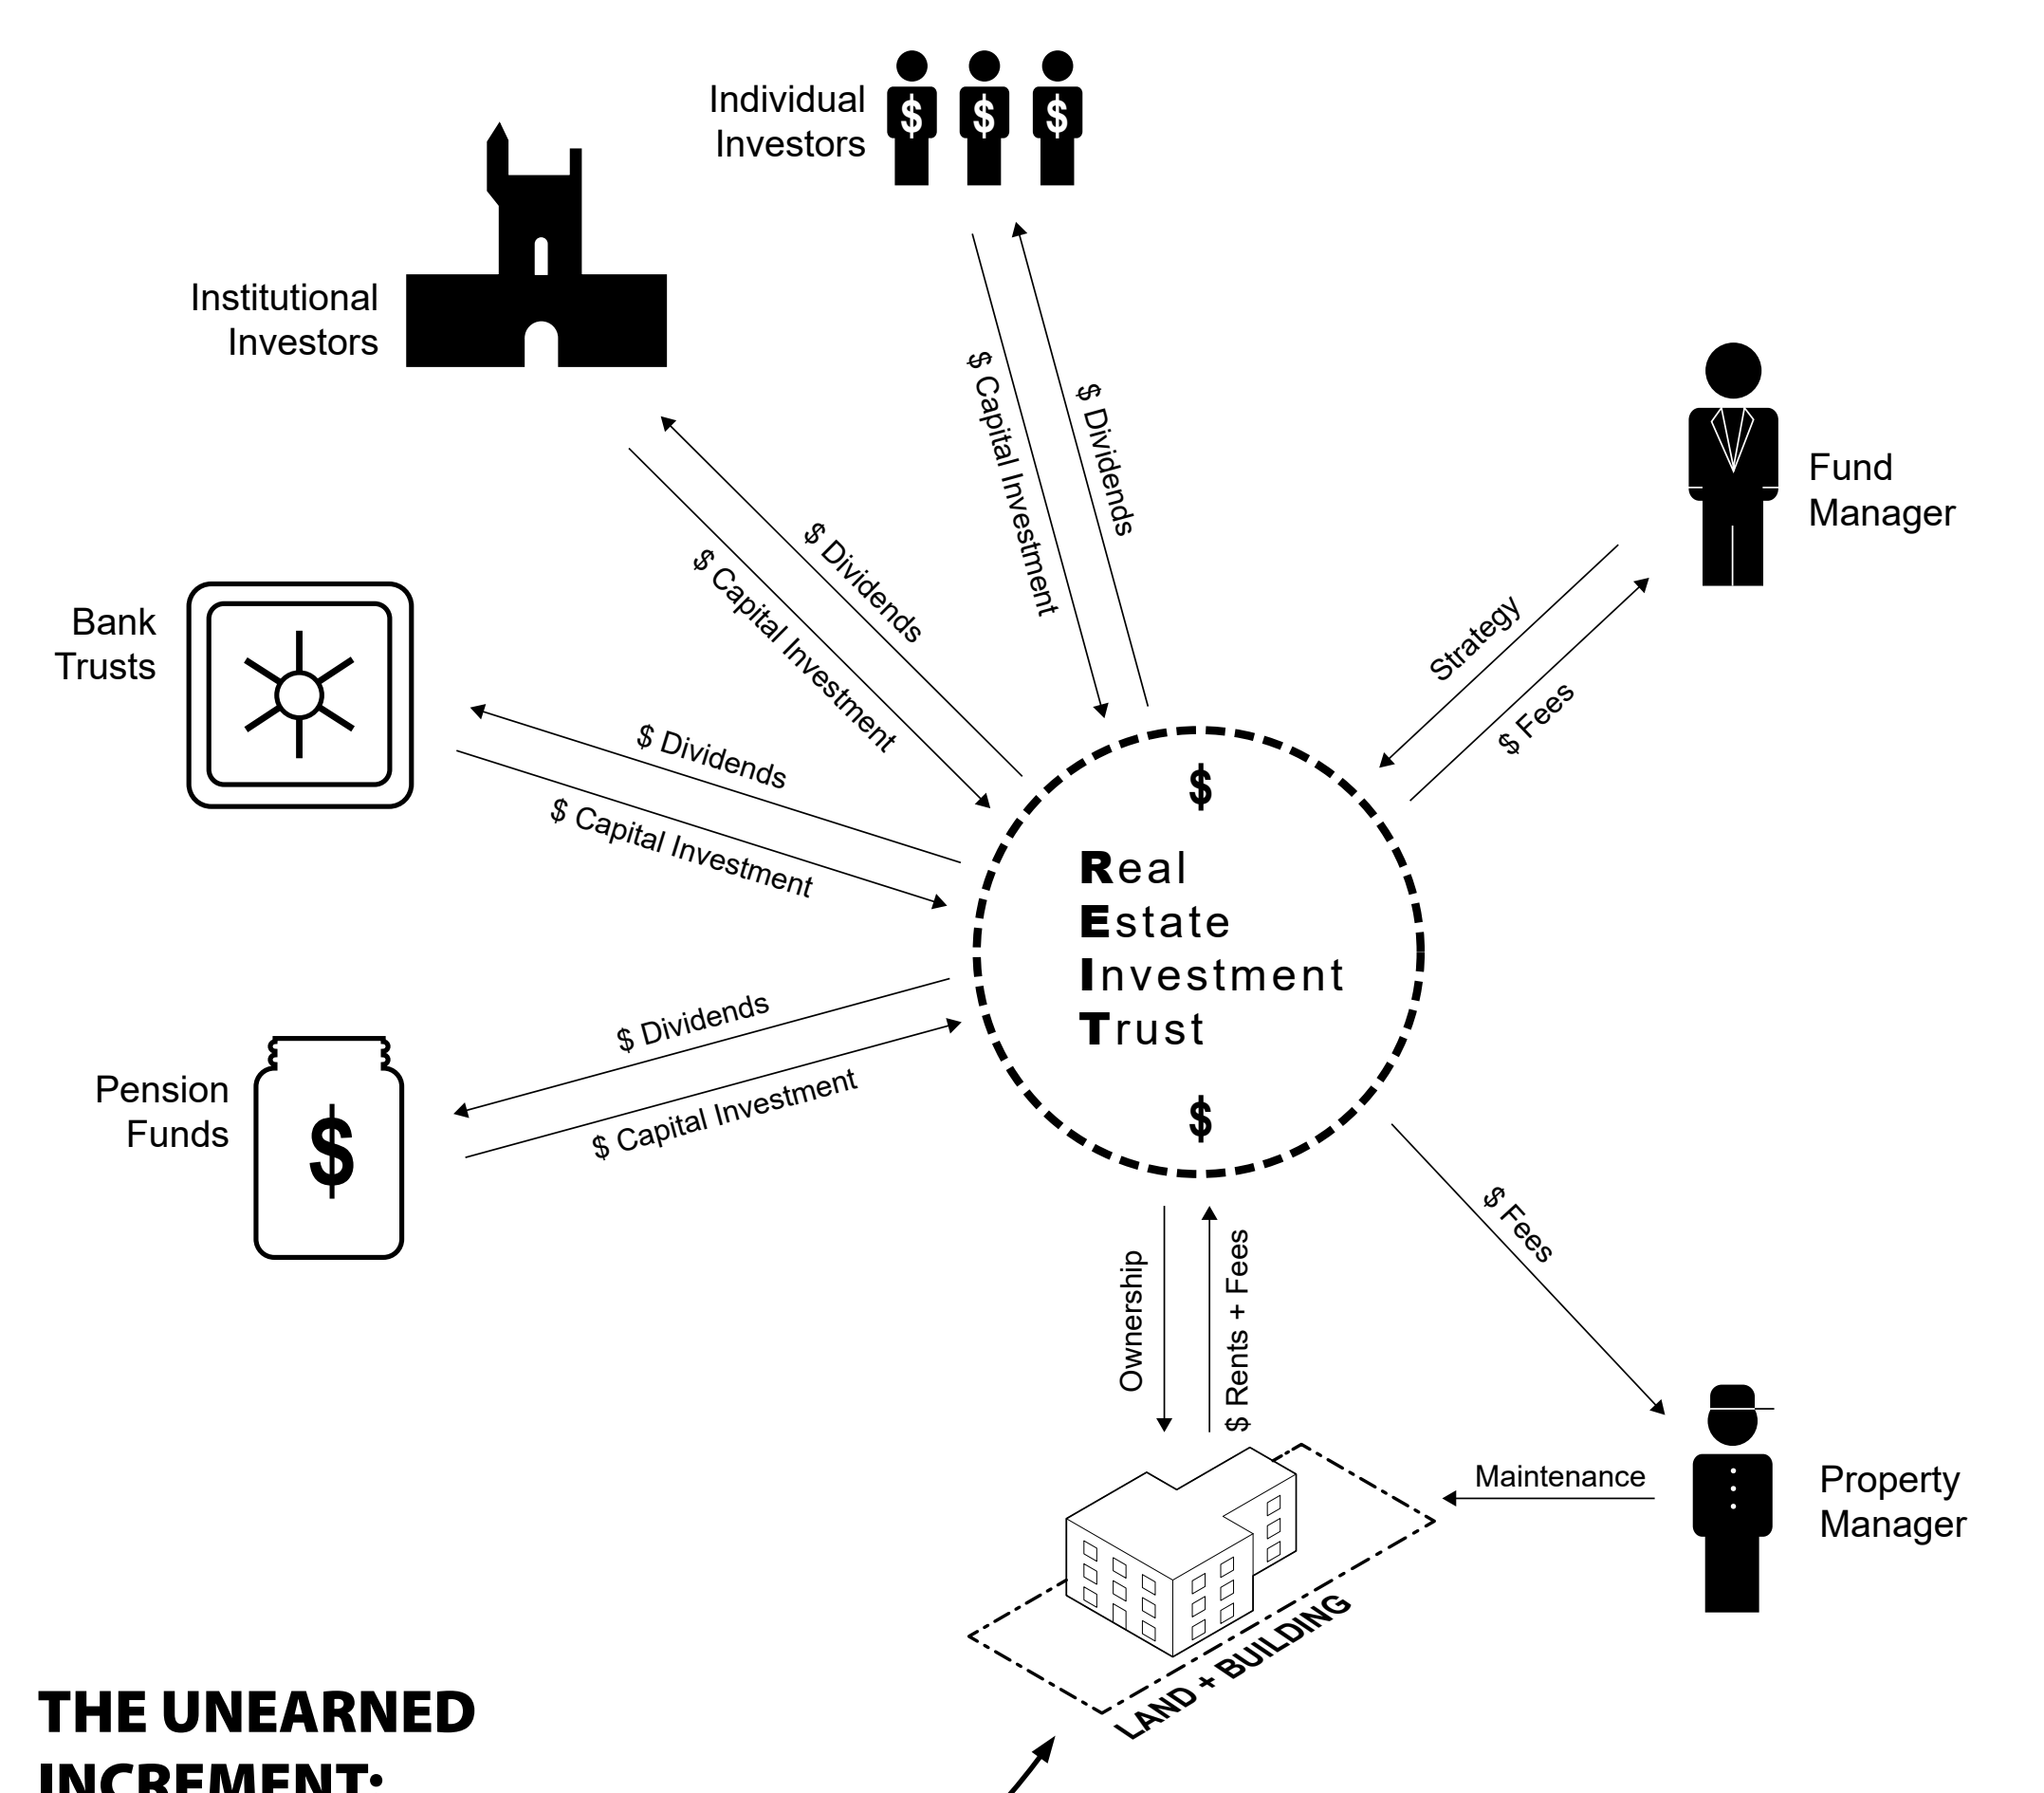 Individual
Investors
$ $ $
Institutional
Investors
Fund
Manager
Bank
Trusts
$ Capital Investment
$ Dividends
$ Dividends
$ Capital Investment
Strategy
$ Fees
$ Dividends
$ Capital Investment
$
Real
Estate
Investment
Trust
$
Pension
Funds
$
$ Dividends
$ Capital Investment
Ownership
$ Rents + Fees
$ Fees
Maintenance
Property
Manager
LAND + BUILDING
THE UNEARNED
INCREMENT: